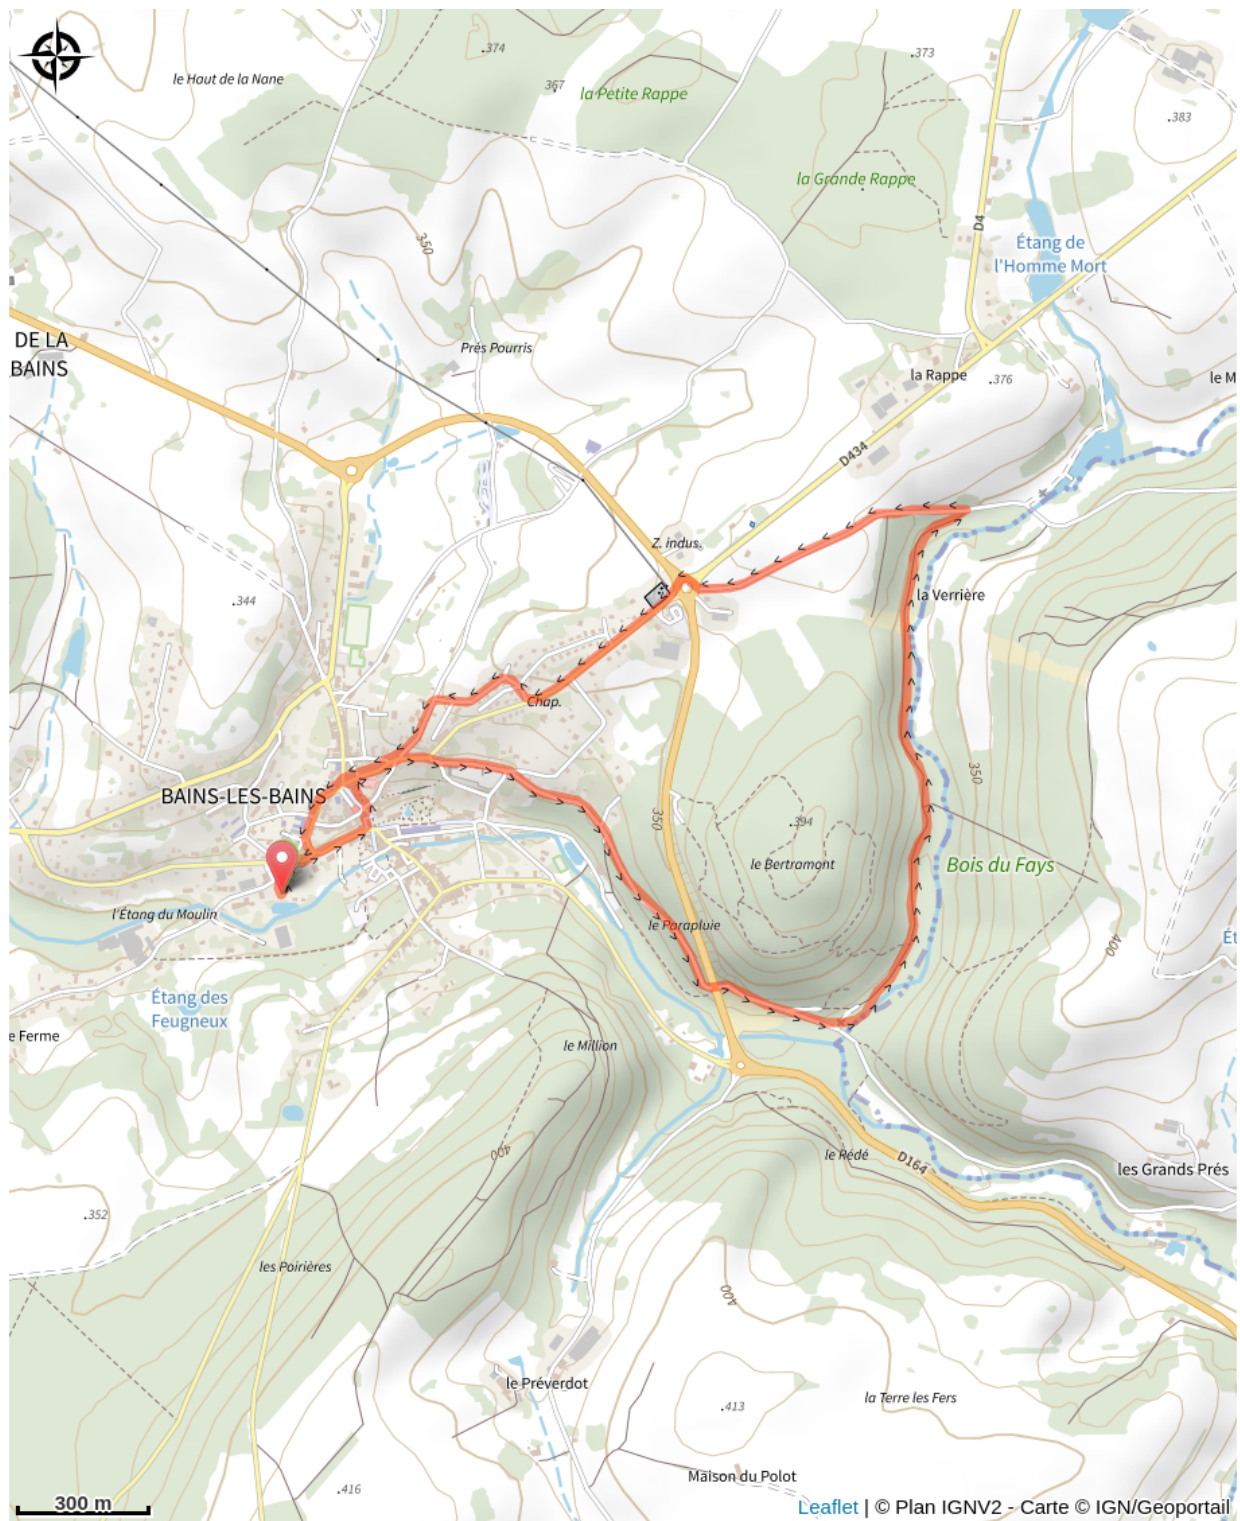 .374
.373
le Haut de la Nane
367
la Petite Rappe
.383
la Grande Rappe
D4
350
Étang de
l'Homme Mort
DE LA
BAINS
Prés Pourris
la Rappe
.376
le M
D434
Z. indus.
.344
la Verrière
Chap.
350
BAINS-LES-BAINS
350
.394
le Bertramont
Bois du Fays
l'Étang du Moulin
le Parapluie
400
Ét
Étang des
Feugneux
e Ferme
le Million
400
le Rédé
D164
les Grands Prés
.352
les Poirières
400
le Préverdot
.413
la Terre les Fers
Maison du Polot
.416
300 m
Leaflet | © Plan IGNV2 - Carte © IGN/Geoportail